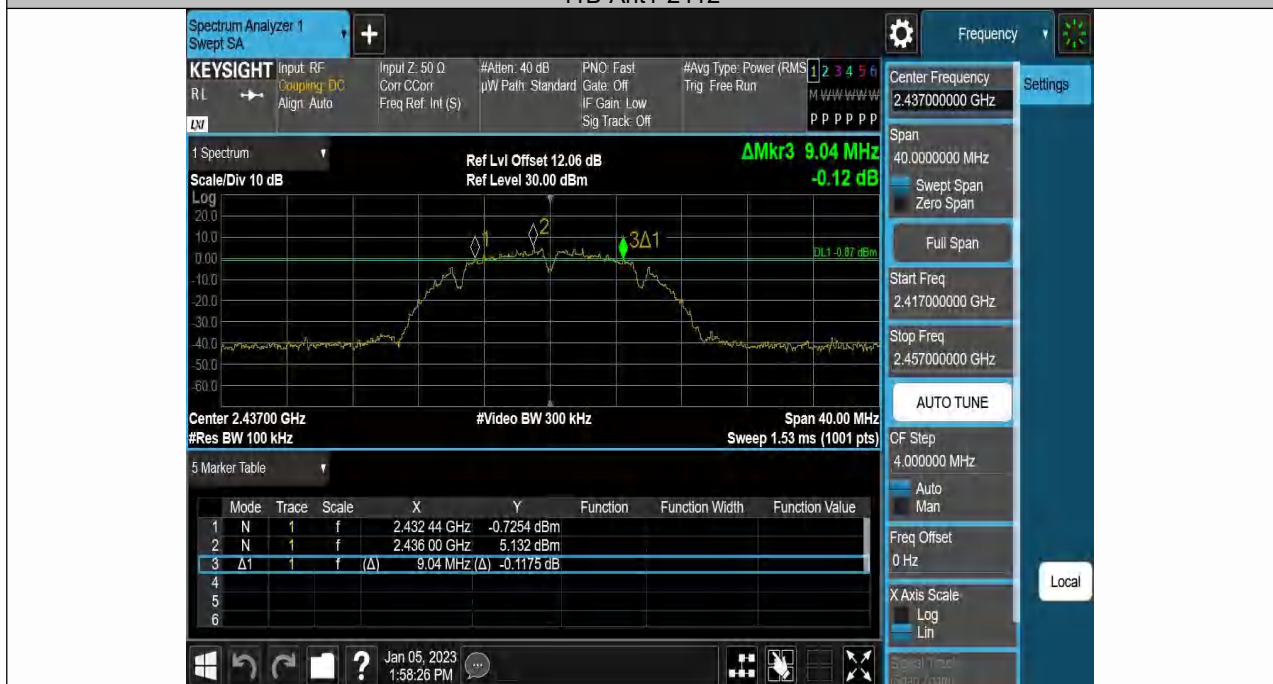 Spectrum Analyzer 1
Swept SA
+
Frequency
KEYSIGHT
RL
LXI
Input: RF
Coupling: DC
Align: Auto
Input Z: 50 Ω
Corr CCorr
Freq Ref: Int (S)
#Atten: 40 dB
µW Path: Standard
PNO: Fast
Gate: Off
IF Gain: Low
Sig Track: Off
#Avg Type: Power (RMS
Trig: Free Run
1 2 3 4 5 6
M W W W W W
P P P P P P
Center Frequency
2.437000000 GHz
Settings
Span
40.0000000 MHz
Swept Span
Zero Span
Full Span
Start Freq
2.417000000 GHz
Stop Freq
2.457000000 GHz
AUTO TUNE
CF Step
4.000000 MHz
Auto
Man
Freq Offset
0 Hz
X Axis Scale
Log
Lin
Local
1 Spectrum
Scale/Div 10 dB
Ref Lvl Offset 12.06 dB
Ref Level 30.00 dBm
ΔMkr3 9.04 MHz
-0.12 dB
Log
20.0
10.0
0.00
-10.0
-20.0
-30.0
-40.0
-50.0
-60.0
1
2
3Δ1
DL1 -0.87 dBm
Center 2.43700 GHz
#Video BW 300 kHz
Span 40.00 MHz
#Res BW 100 kHz
Sweep 1.53 ms (1001 pts)
5 Marker Table
Mode Trace Scale X Y Function Function Width Function Value
1 N 1 f 2.432 44 GHz -0.7254 dBm
2 N 1 f 2.436 00 GHz 5.132 dBm
3 Δ1 1 f (Δ) 9.04 MHz (Δ) -0.1175 dB
4
5
6
?
Jan 05, 2023
1:58:26 PM